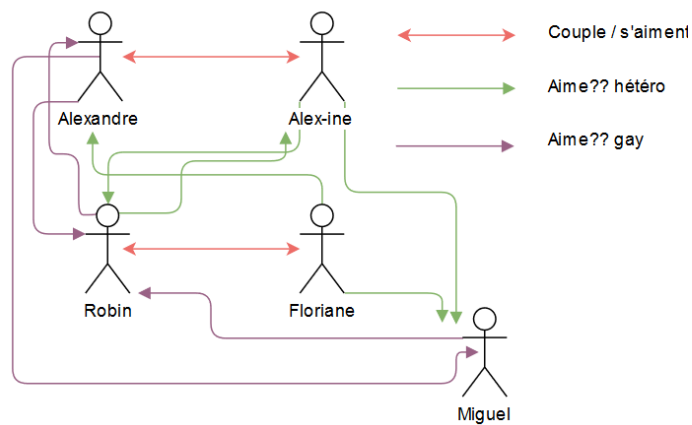 Couple / s'aiment
Aime?? hétéro
Alexandre
Alex-ine
Aime?? gay
Robin
Floriane
Miguel